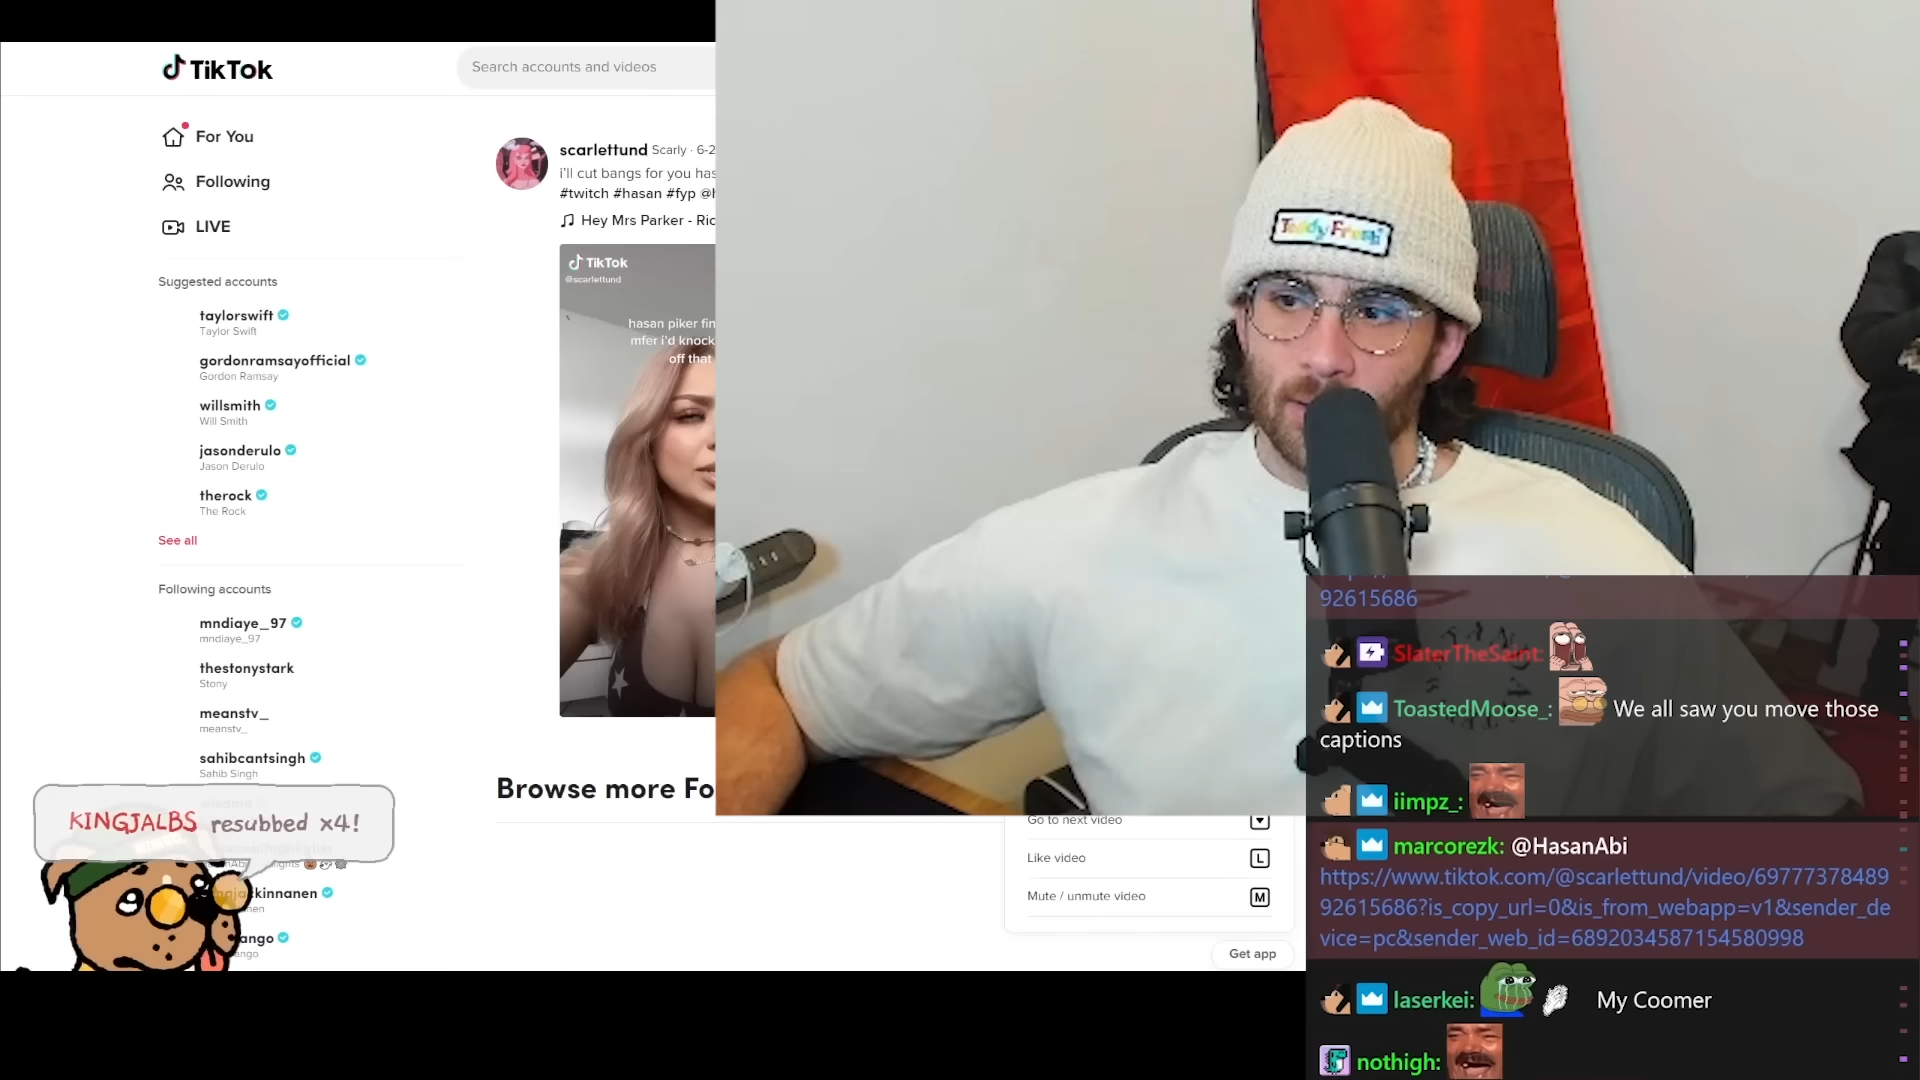 TikTok
Search accounts and videos
For You
Following
LIVE
Suggested accounts
taylorswift
Taylor Swift
gordonramsayofficial
Gordon Ramsay
willsmith
Will Smith
jasonderulo
Jason Derulo
therock
The Rock
See all
Following accounts
mndiaye_97
mndiaye_97
thestonystark
Stony
meanstv_
meanstv_
sahibcantsingh
Sahib Singh
KINGJALBS resubbed x4!
scarlettund Scarly · 6-2
i'll cut bangs for you has
#twitch #hasan #fyp
Hey Mrs Parker - Ric
TikTok
@scarlettund
hasan piker fin
mfer i'd knock
off that
Browse more Fo
Teddy Fresh
Go to next video
Like video L
Mute / unmute video M
Get app
92615686
SlaterTheSaint:
ToastedMoose_: We all saw you move those
captions
iimpz_:
marcorezk: @HasanAbi
https://www.tiktok.com/@scarlettund/video/69777378489
92615686?is_copy_url=0&is_from_webapp=v1&sender_de
vice=pc&sender_web_id=6892034587154580998
laserkei: My Coomer
nothigh: